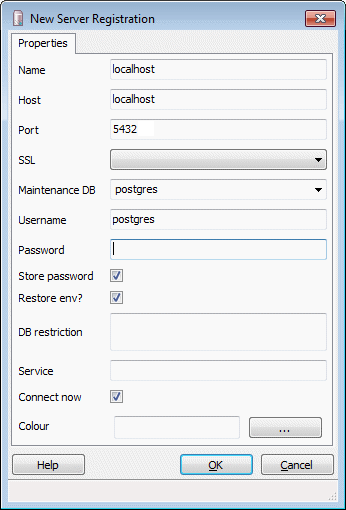 New Server Registration
Properties
Name localhost
Host localhost
Port 5432
SSL
Maintenance DB postgres
Username postgres
Password
Store password
Restore env?
DB restriction
Service
Connect now
Colour ...
Help OK Cancel